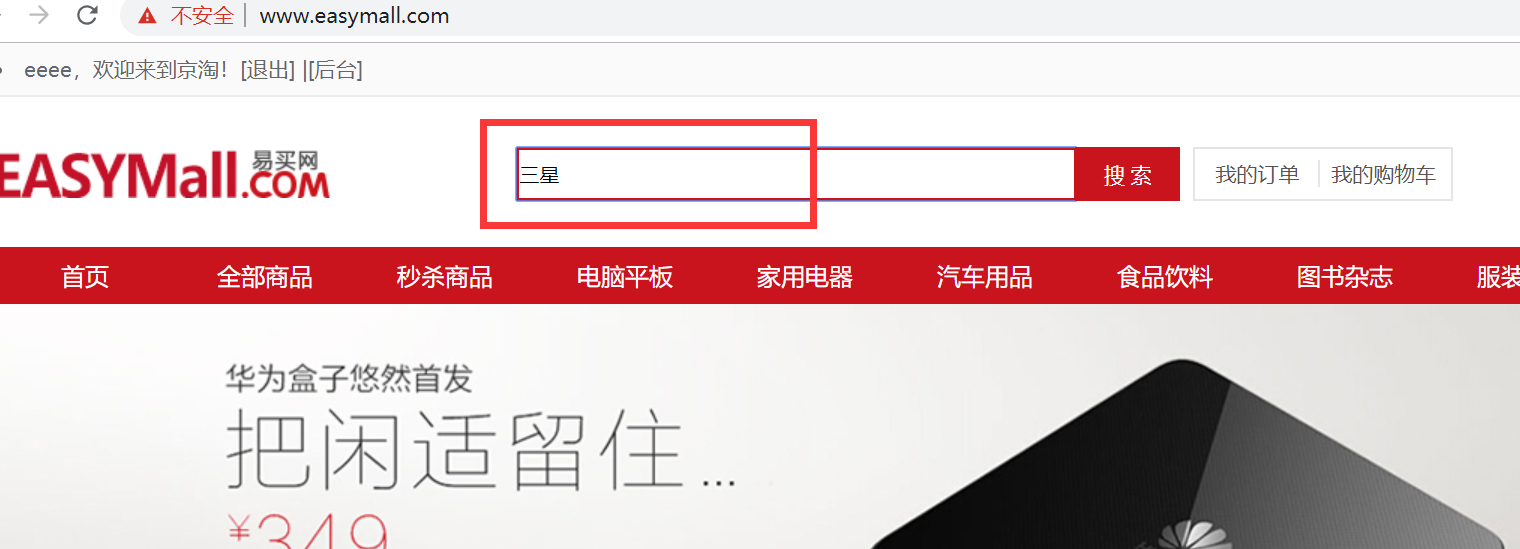 不安全 | www.easymall.com
eeee，欢迎来到京淘！[退出] |[后台]
EASYMall.COM 易买网
三星
搜 索
我的订单 | 我的购物车
首页 全部商品 秒杀商品 电脑平板 家用电器 汽车用品 食品饮料 图书杂志 服装
华为盒子悠然首发
把闲适留住...
¥349